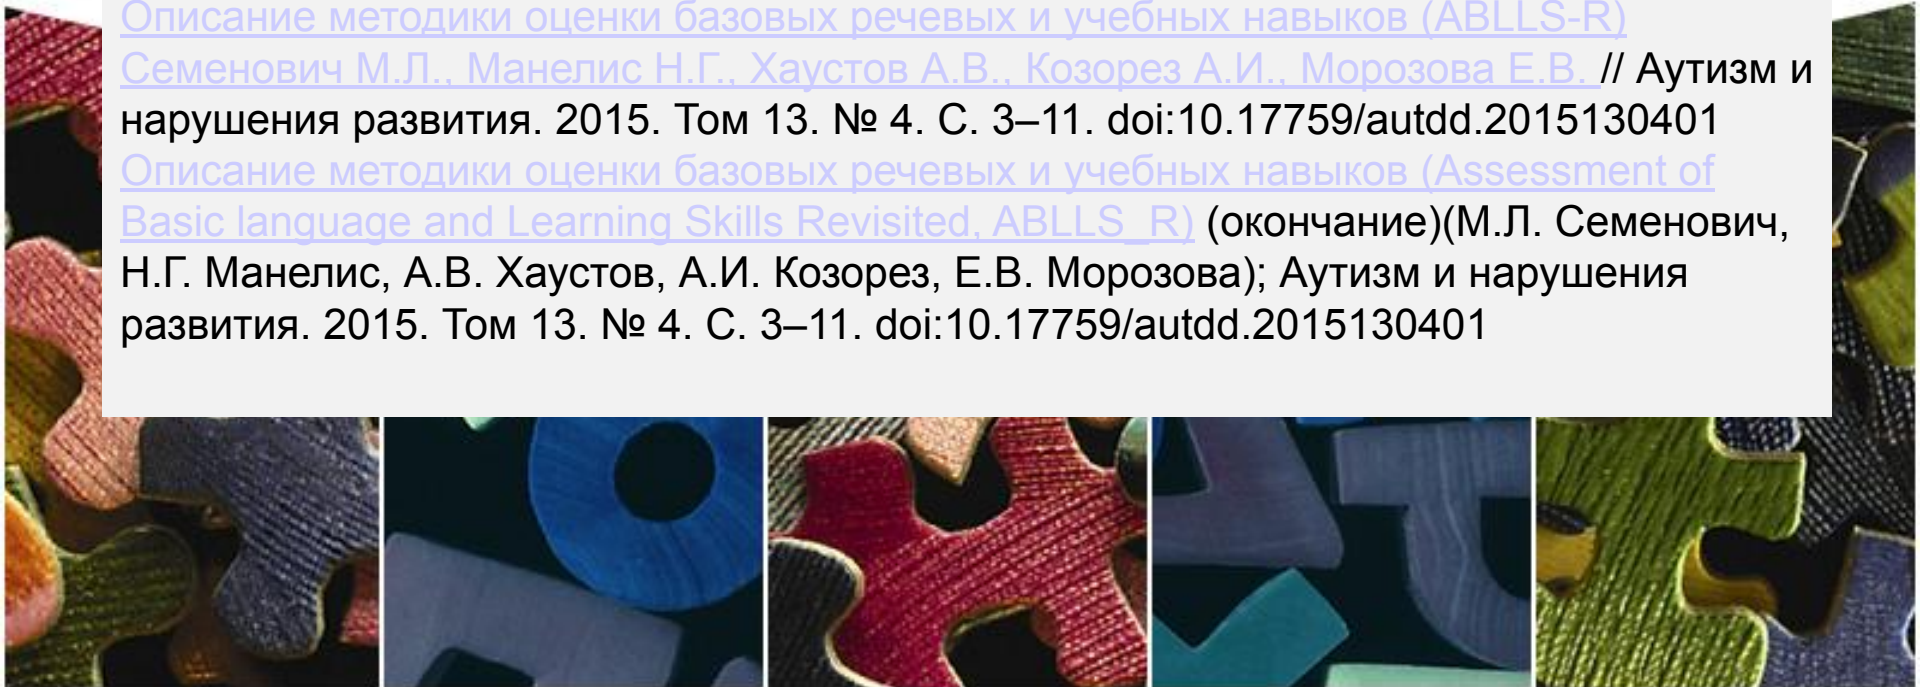 Описание методики оценки базовых речевых и учебных навыков (ABLLS-R)
Семенович М.Л., Манелис Н.Г., Хаустов А.В., Козорез А.И., Морозова Е.В. // Аутизм и
нарушения развития. 2015. Том 13. № 4. С. 3–11. doi:10.17759/autdd.2015130401
Описание методики оценки базовых речевых и учебных навыков (Assessment of
Basic language and Learning Skills Revisited, ABLLS_R) (окончание)(М.Л. Семенович,
Н.Г. Манелис, А.В. Хаустов, А.И. Козорез, Е.В. Морозова); Аутизм и нарушения
развития. 2015. Том 13. № 4. С. 3–11. doi:10.17759/autdd.2015130401